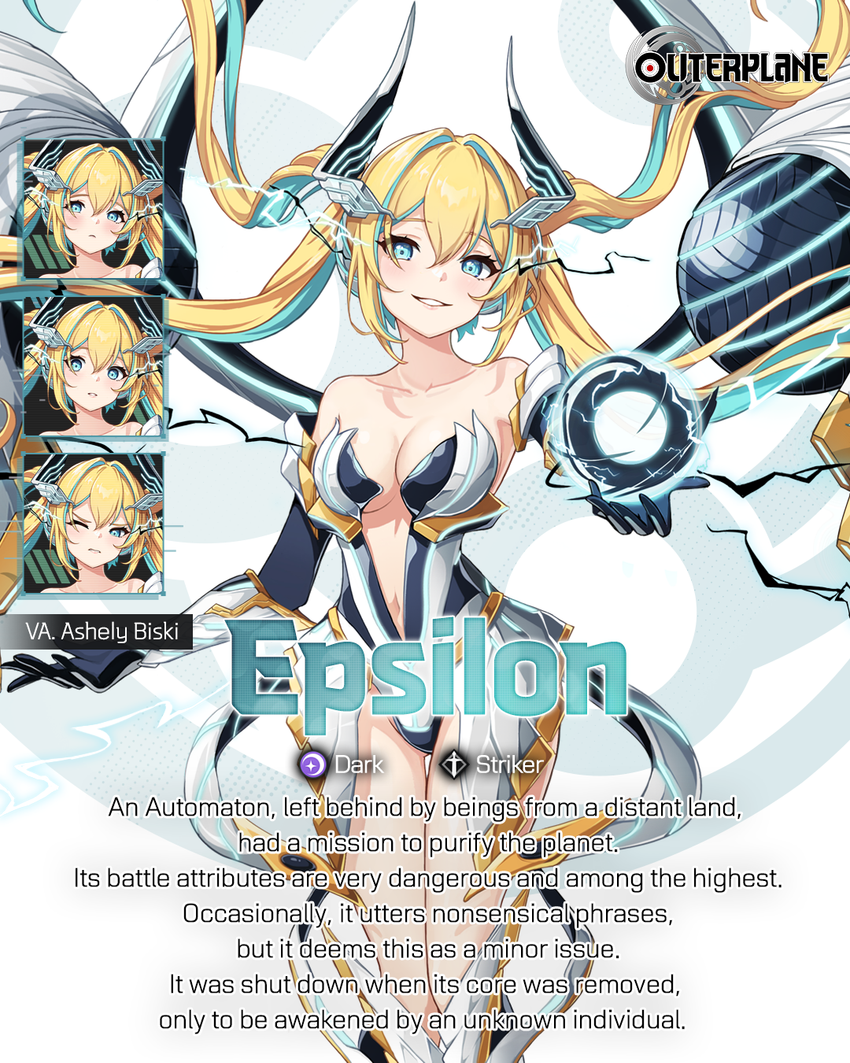 OUTERPLANE
VA. Ashely Biski
Epsilon
Dark Striker
An Automaton, left behind by beings from a distant land,
had a mission to purify the planet.
Its battle attributes are very dangerous and among the highest.
Occasionally, it utters nonsensical phrases,
but it deems this as a minor issue.
It was shut down when its core was removed,
only to be awakened by an unknown individual.